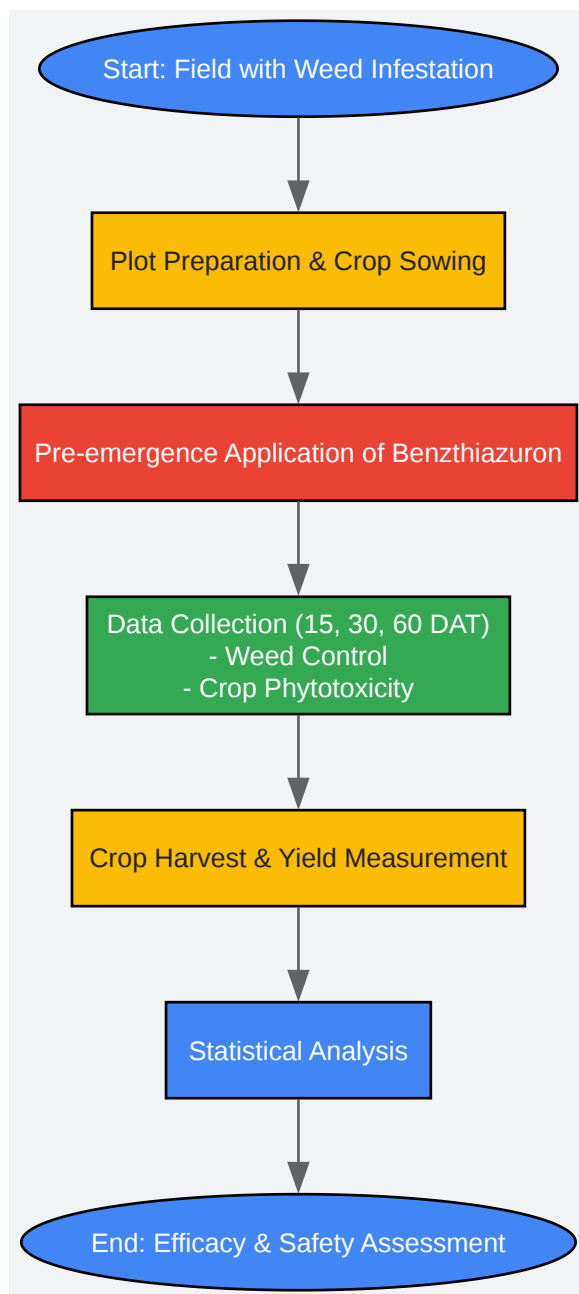 Start: Field with Weed Infestation
Plot Preparation & Crop Sowing
Pre-emergence Application of Benzthiazuron
Data Collection (15, 30, 60 DAT)
- Weed Control
- Crop Phytotoxicity
Crop Harvest & Yield Measurement
Statistical Analysis
End: Efficacy & Safety Assessment